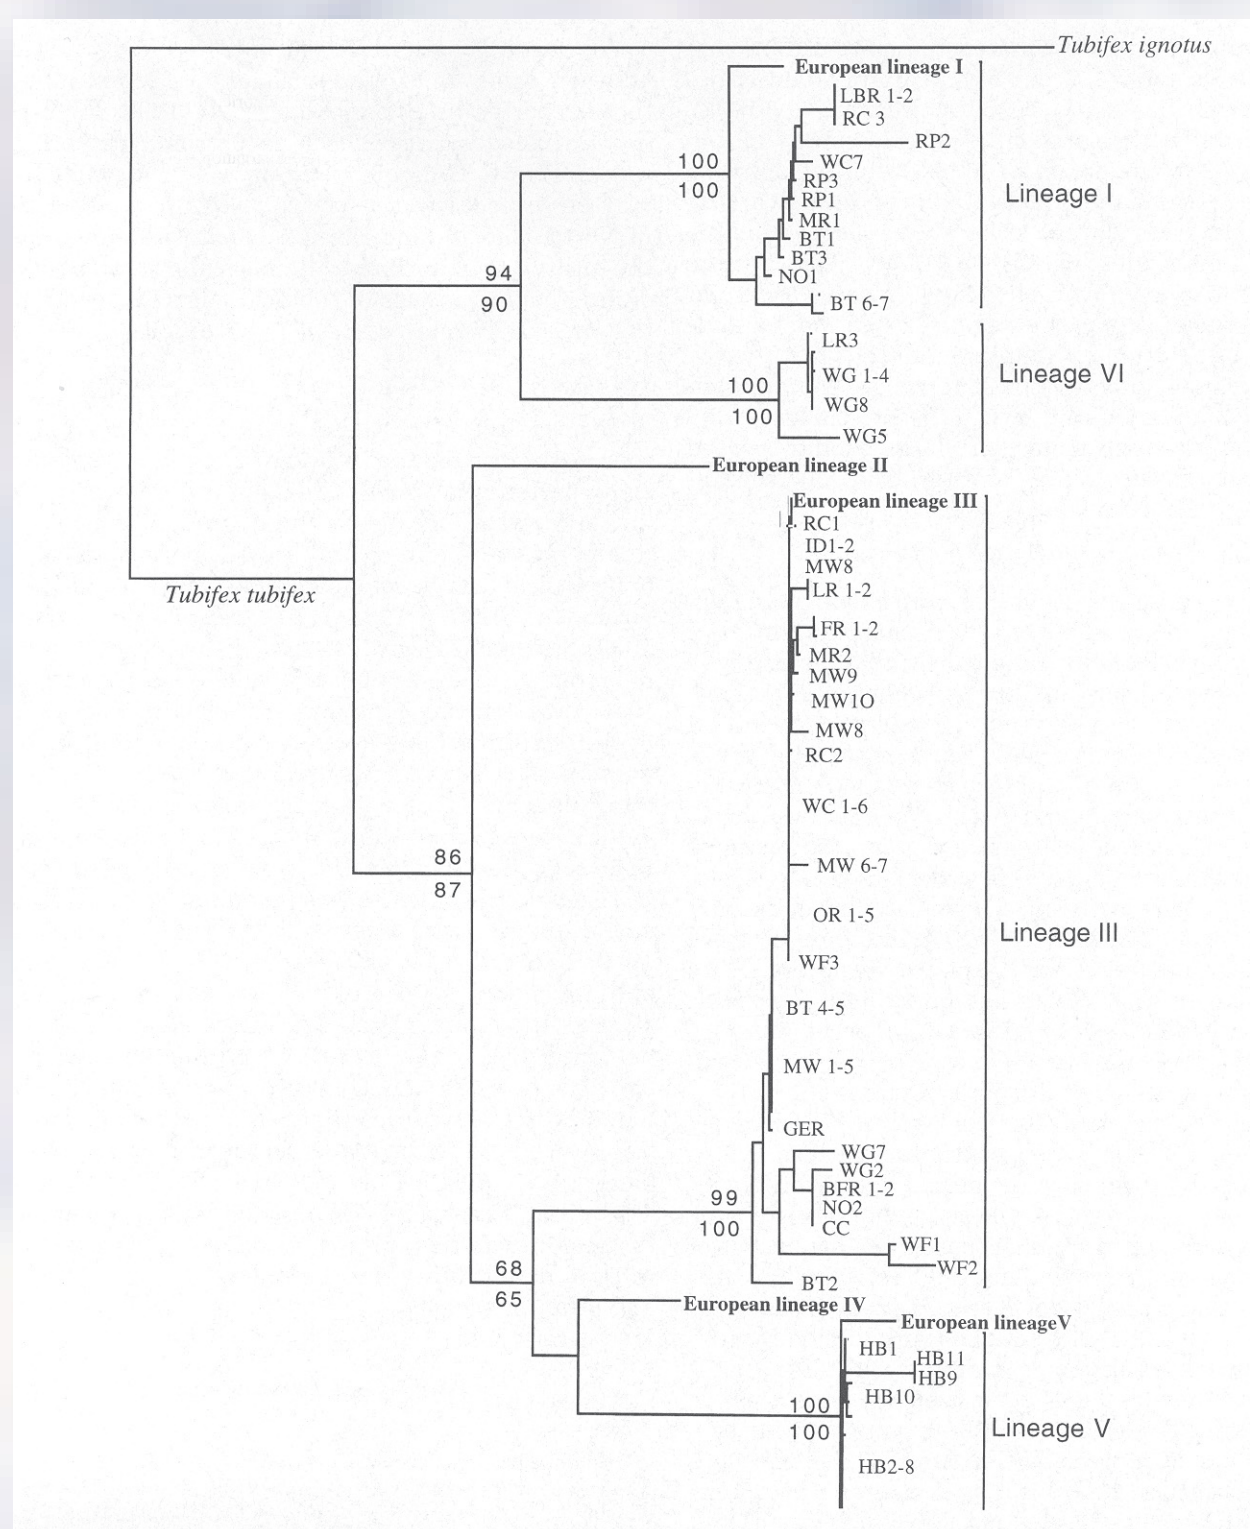 Tubifex ignotus
European lineage I
LBR 1-2
RC 3
RP2
100
WC7
100
RP3
Lineage I
RP1
MR1
BT1
BT3
94
NO1
90
BT 6-7
LR3
WG 1-4
Lineage VI
100
WG8
100
WG5
European lineage II
European lineage III
RC1
ID1-2
MW8
LR 1-2
Tubifex tubifex
FR 1-2
MR2
MW9
MW1O
MW8
RC2
WC 1-6
86
MW 6-7
87
OR 1-5
Lineage III
WF3
BT 4-5
MW 1-5
GER
WG7
WG2
BFR 1-2
99
NO2
100
CC
WF1
68
WF2
BT2
65
European lineage IV
European lineageV
HB1
HB11
HB9
HB10
100
Lineage V
100
HB2-8